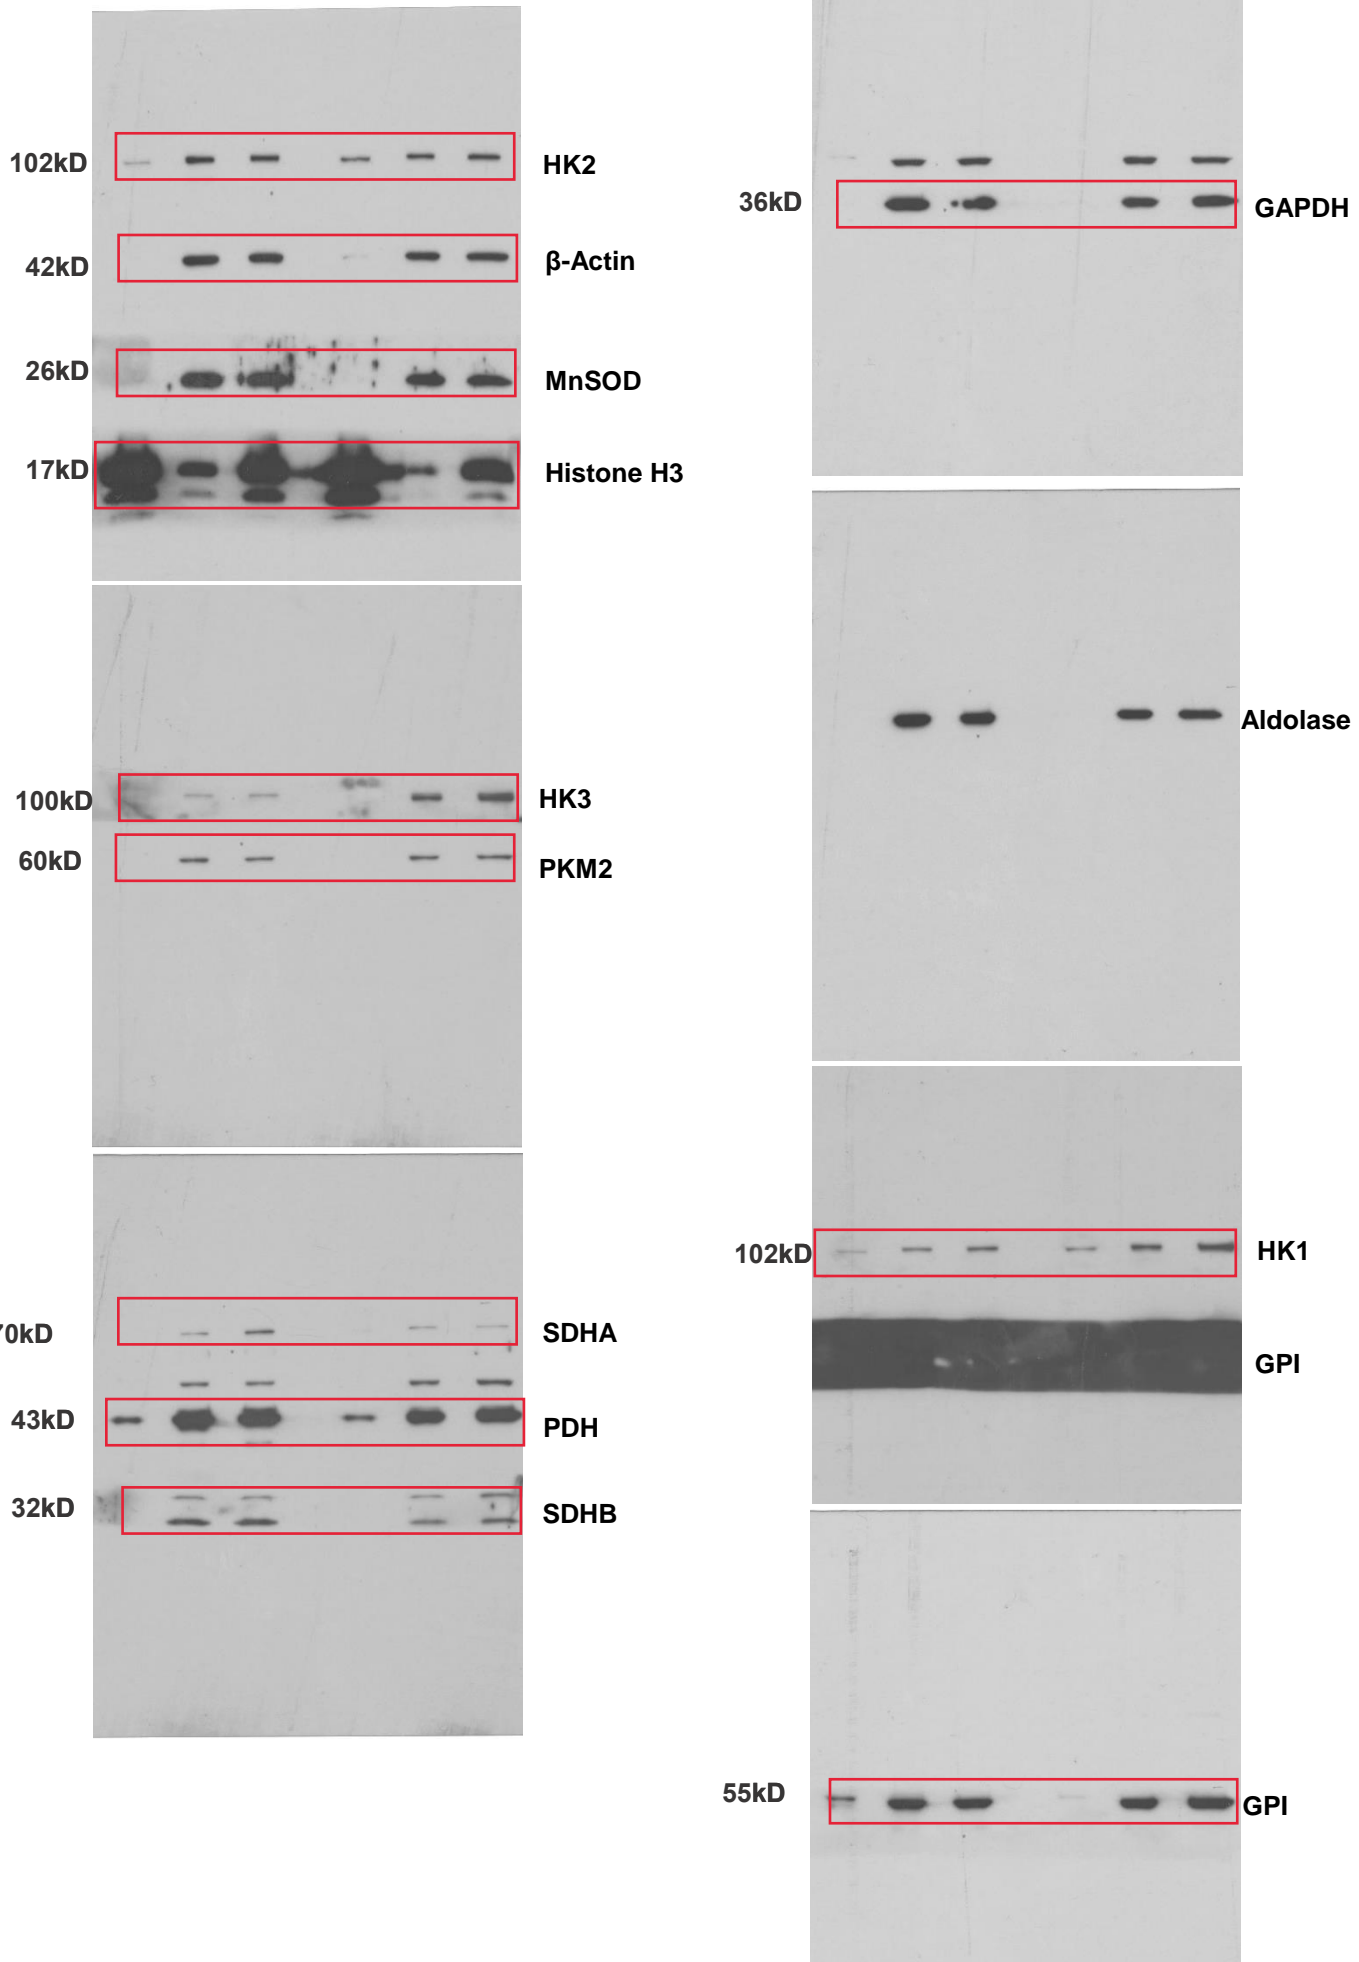 102kD
HK2
42kD
β-Actin
26kD
MnSOD
17kD
Histone H3
100kD
HK3
60kD
PKM2
70kD
SDHA
43kD
PDH
32kD
SDHB
36kD
GAPDH
Aldolase
102kD
HK1
GPI
55kD
GPI